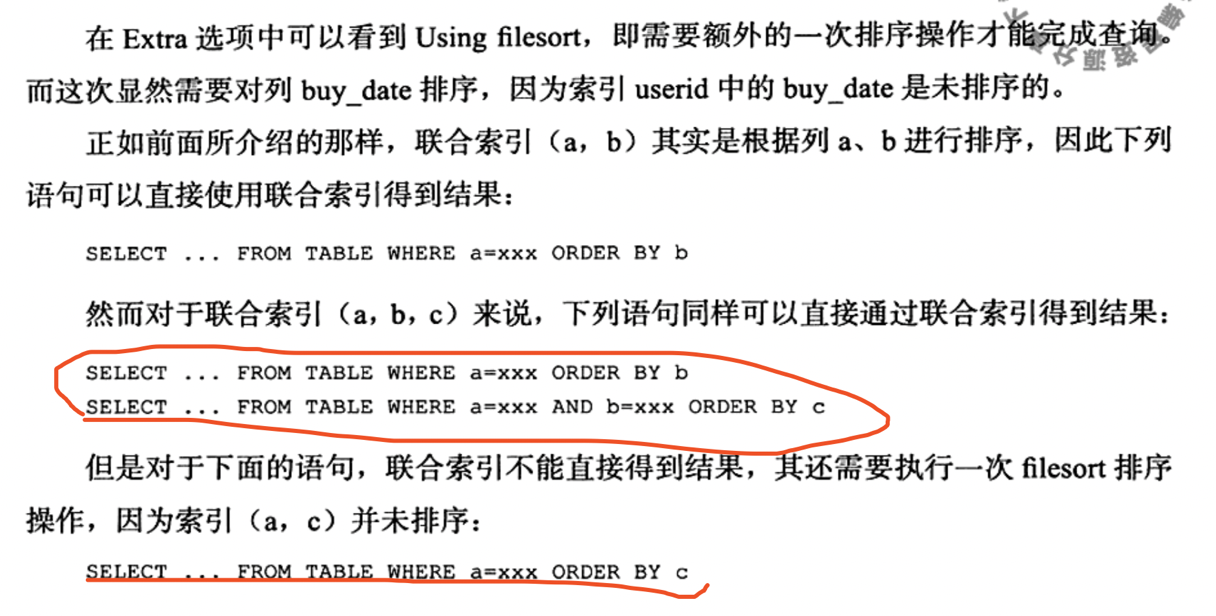 在 Extra 选项中可以看到 Using filesort，即需要额外的一次排序操作才能完成查询。
而这次显然需要对列 buy_date 排序，因为索引 userid 中的 buy_date 是未排序的。
正如前面所介绍的那样，联合索引（a，b）其实是根据列 a、b 进行排序，因此下列
语句可以直接使用联合索引得到结果：
SELECT ... FROM TABLE WHERE a=xxx ORDER BY b
然而对于联合索引（a，b，c）来说，下列语句同样可以直接通过联合索引得到结果：
SELECT ... FROM TABLE WHERE a=xxx ORDER BY b
SELECT ... FROM TABLE WHERE a=xxx AND b=xxx ORDER BY c
但是对于下面的语句，联合索引不能直接得到结果，其还需要执行一次 filesort 排序
操作，因为索引（a，c）并未排序：
SELECT ... FROM TABLE WHERE a=xxx ORDER BY c